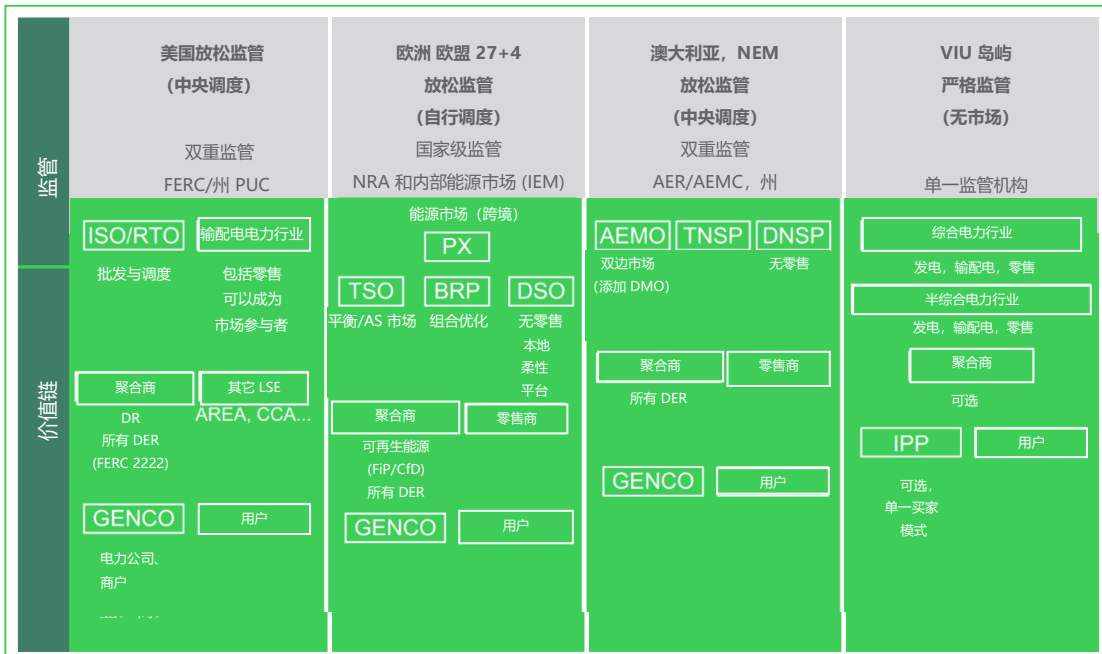 监管
价值链
美国放松监管
(中央调度)
双重监管
FERC/州 PUC
ISO/RTO
输配电电力行业
批发与调度
包括零售
可以成为
市场参与者
聚合商
其它 LSE
DR
所有 DER
(FERC 2222)
AREA, CCA...
GENCO
用户
电力公司、
商户
欧洲 欧盟 27+4
放松监管
(自行调度)
国家级监管
NRA 和内部能源市场 (IEM)
能源市场（跨境）
PX
TSO
BRP
DSO
平衡/AS 市场
组合优化
无零售
本地
柔性
平台
聚合商
零售商
可再生能源
(FiP/CfD)
所有 DER
GENCO
用户
澳大利亚，NEM
放松监管
(中央调度)
双重监管
AER/AEMC，州
AEMO
TNSP
DNSP
双边市场
(添加 DMO)
无零售
聚合商
零售商
所有 DER
GENCO
用户
VIU 岛屿
严格监管
(无市场)
单一监管机构
综合电力行业
发电，输配电，零售
半综合电力行业
发电，输配电，零售
聚合商
可选
IPP
用户
可选，
单一买家
模式